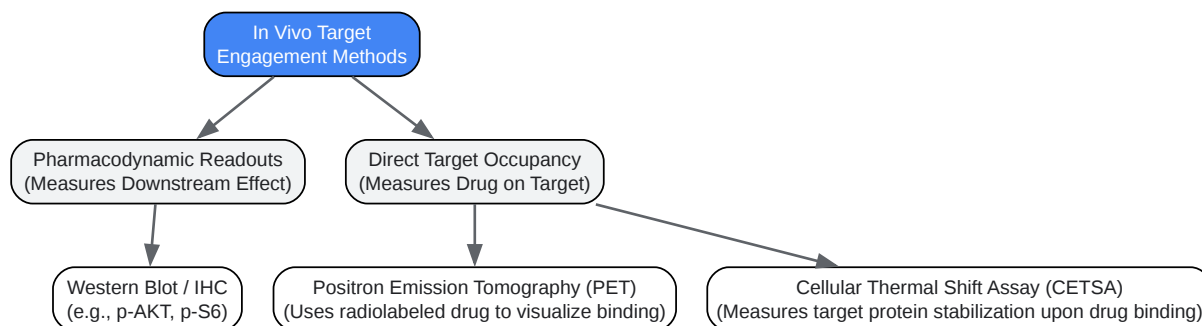 In Vivo Target
Engagement Methods
Pharmacodynamic Readouts
(Measures Downstream Effect)
Direct Target Occupancy
(Measures Drug on Target)
Western Blot / IHC
(e.g., p-AKT, p-S6)
Positron Emission Tomography (PET)
(Uses radiolabeled drug to visualize binding)
Cellular Thermal Shift Assay (CETSA)
(Measures target protein stabilization upon drug binding)